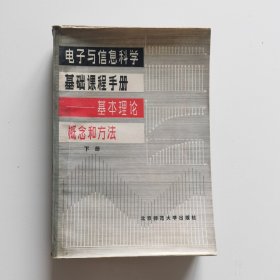 电子与信息科学
基础课程手册
——基本理论
概念和方法
下册
北京师范大学出版社